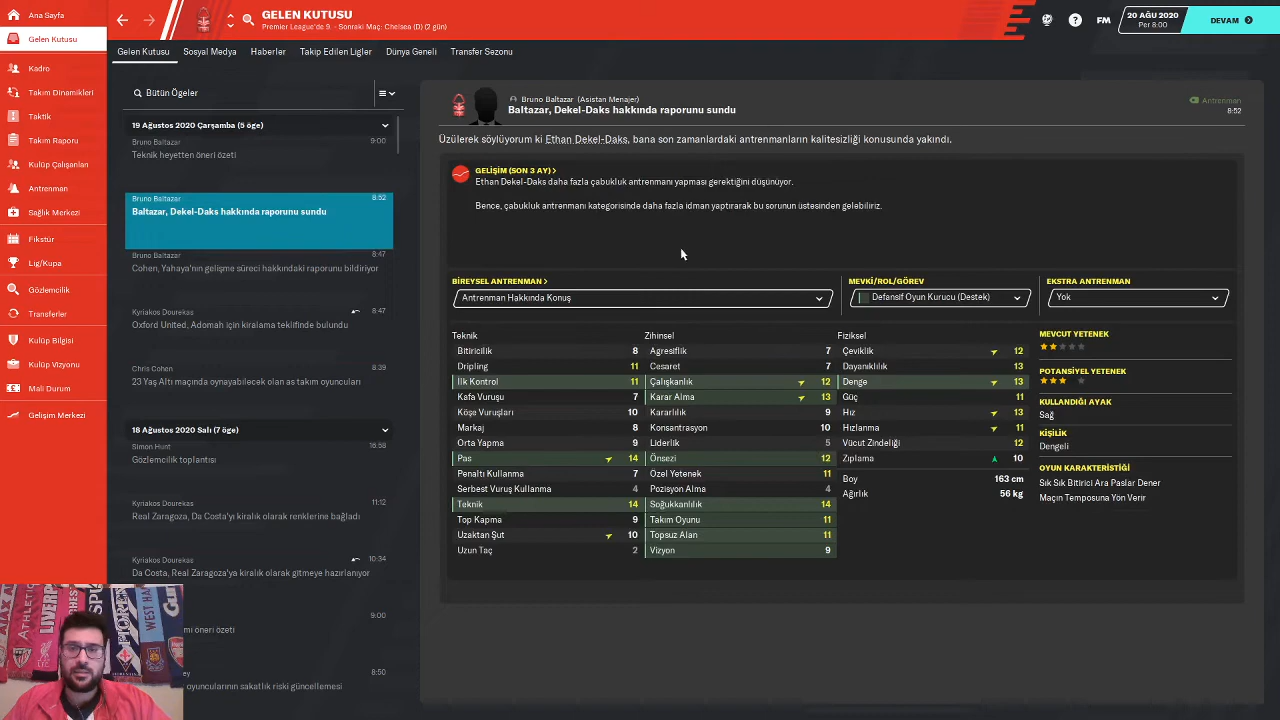 Ana Sayfa
Gelen Kutusu
Kadro
Takım Dinamikleri
Taktik
Takım Raporu
Kulüp Çalışanları
Antrenman
Sağlık Merkezi
Fikstür
Lig/Kupa
Gözlemcilik
Transferler
Kulüp Bilgisi
Kulüp Vizyonu
Mali Durum
Gelişim Merkezi
GELEN KUTUSU
Premier League'de 9. - Sonraki Maç: Chelsea (D) (2 gün)
FM
20 AĞU 2020
Per 8:00
DEVAM
Gelen Kutusu
Sosyal Medya
Haberler
Takip Edilen Ligler
Dünya Geneli
Transfer Sezonu
Bütün Ögeler
19 Ağustos 2020 Çarşamba (5 öge)
Bruno Baltazar 9:00
Teknik heyetten öneri özeti
Bruno Baltazar 8:52
Baltazar, Dekel-Daks hakkında raporunu sundu
Bruno Baltazar 8:47
Cohen, Yahaya'nın gelişme süreci hakkındaki raporunu bildiriyor
Kyriakos Dourekas 8:47
Oxford United, Adomah için kiralama teklifinde bulundu
Chris Cohen 8:39
23 Yaş Altı maçında oynayabilecek olan as takım oyuncuları
18 Ağustos 2020 Salı (7 öge)
Simon Hunt 16:58
Gözlemcilik toplantısı
Kyriakos Dourekas 11:12
Real Zaragoza, Da Costa'yı kiralık olarak renklerine bağladı
Kyriakos Dourekas 10:34
Da Costa, Real Zaragoza'ya kiralık olarak gitmeye hazırlanıyor
9:00
öneri özeti
8:50
oyuncularının sakatlık riski güncellemesi
Bruno Baltazar (Asistan Menajer)
Baltazar, Dekel-Daks hakkında raporunu sundu
Antrenman
8:52
Üzülerek söylüyorum ki Ethan Dekel-Daks, bana son zamanlardaki antrenmanların kalitesizliği konusunda yakındı.
GELİŞİM (SON 3 AY) >
Ethan Dekel-Daks daha fazla çabukluk antrenmanı yapması gerektiğini düşünüyor.
Bence, çabukluk antrenmanı kategorisinde daha fazla idman yaptırarak bu sorunun üstesinden gelebiliriz.
BİREYSEL ANTRENMAN >
Antrenman Hakkında Konuş
MEVKİ/ROL/GÖREV
Defansif Oyun Kurucu (Destek)
EKSTRA ANTRENMAN
Yok
Teknik
Bitiricilik 8
Dripling 11
İlk Kontrol 11
Kafa Vuruşu 7
Köşe Vuruşları 10
Markaj 8
Orta Yapma 9
Pas 14
Penaltı Kullanma 7
Serbest Vuruş Kullanma 4
Teknik 14
Top Kapma 9
Uzaktan Şut 10
Uzun Taç 2
Zihinsel
Agresiflik 7
Cesaret 7
Çalışkanlık 12
Karar Alma 13
Kararlılık 9
Konsantrasyon 10
Liderlik 5
Önsezi 12
Özel Yetenek 11
Pozisyon Alma 4
Soğukkanlılık 14
Takım Oyunu 11
Topsuz Alan 11
Vizyon 9
Fiziksel
Çeviklik 12
Dayanıklılık 13
Denge 13
Güç 11
Hız 13
Hızlanma 11
Vücut Zindeliği 12
Zıplama 10
Boy 163 cm
Ağırlık 56 kg
MEVCUT YETENEK
POTANSİYEL YETENEK
KULLANDIĞI AYAK
Sağ
KİŞİLİK
Dengeli
OYUN KARAKTERİSTİĞİ
Sık Sık Bitirici Ara Paslar Dener
Maçın Temposuna Yön Verir
LIVERPOOL
WEST HAM